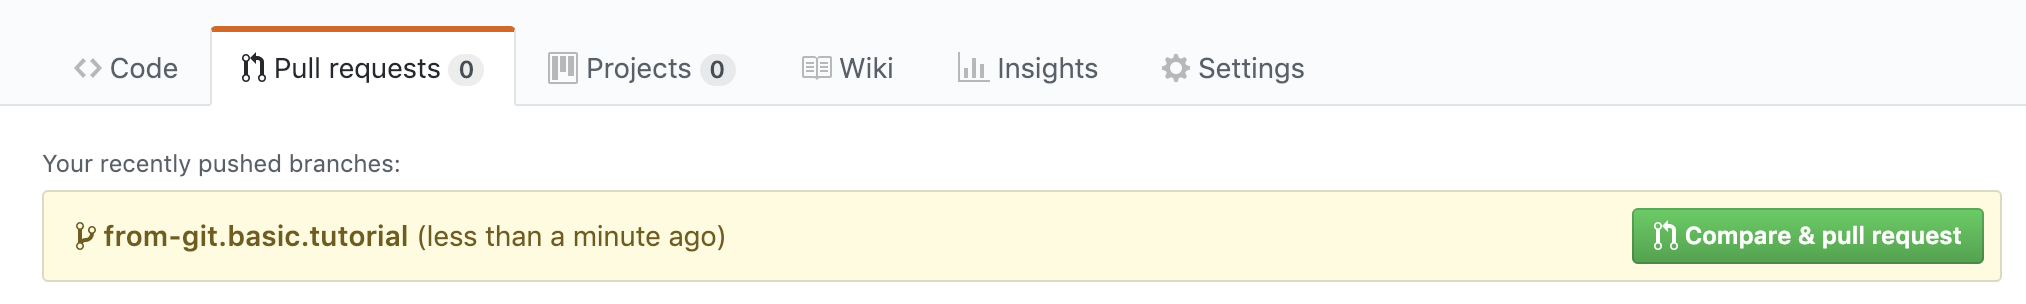 Code Pull requests 0 Projects 0 Wiki Insights Settings
Your recently pushed branches:
from-git.basic.tutorial (less than a minute ago) Compare & pull request